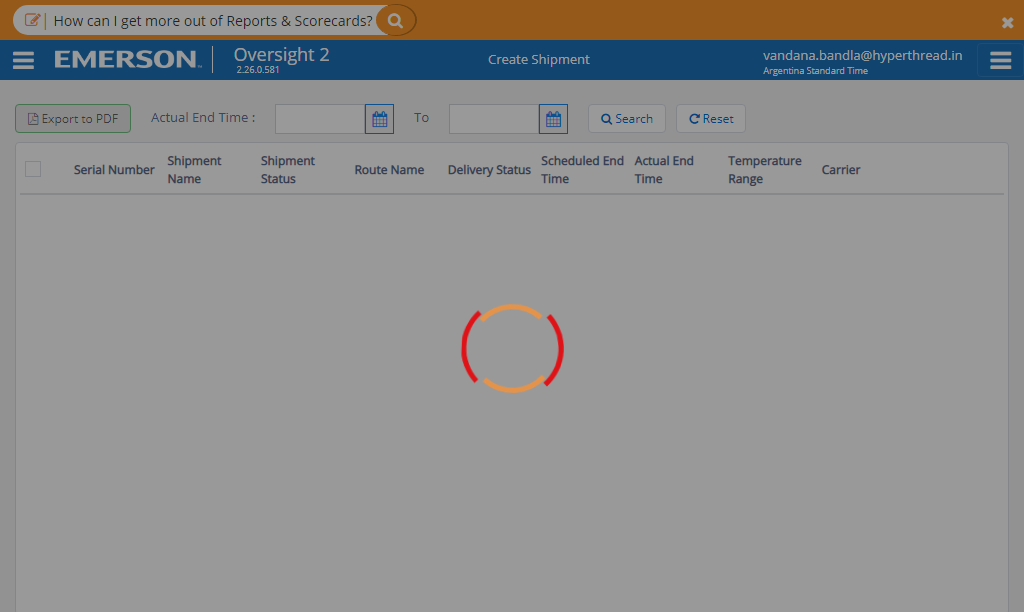 How can I get more out of Reports & Scorecards?
EMERSON™
Oversight 2
2.26.0.581
Create Shipment
vandana.bandla@hyperthread.in
Argentina Standard Time
Export to PDF
Actual End Time :
To
Search
Reset
Serial Number
Shipment
Name
Shipment
Status
Route Name
Delivery Status
Scheduled End
Time
Actual End
Time
Temperature
Range
Carrier